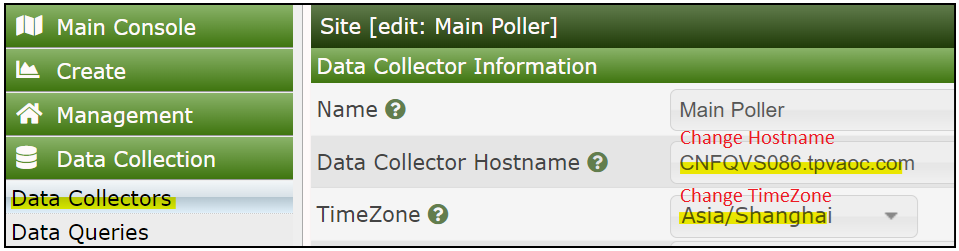 Main Console
Create
Management
Data Collection
Data Collectors
Data Queries
Site [edit: Main Poller]
Data Collector Information
Name ?
Main Poller
Change Hostname
Data Collector Hostname ?
CNFQVS086.tpvaoc.com
Change TimeZone
TimeZone ?
Asia/Shanghai